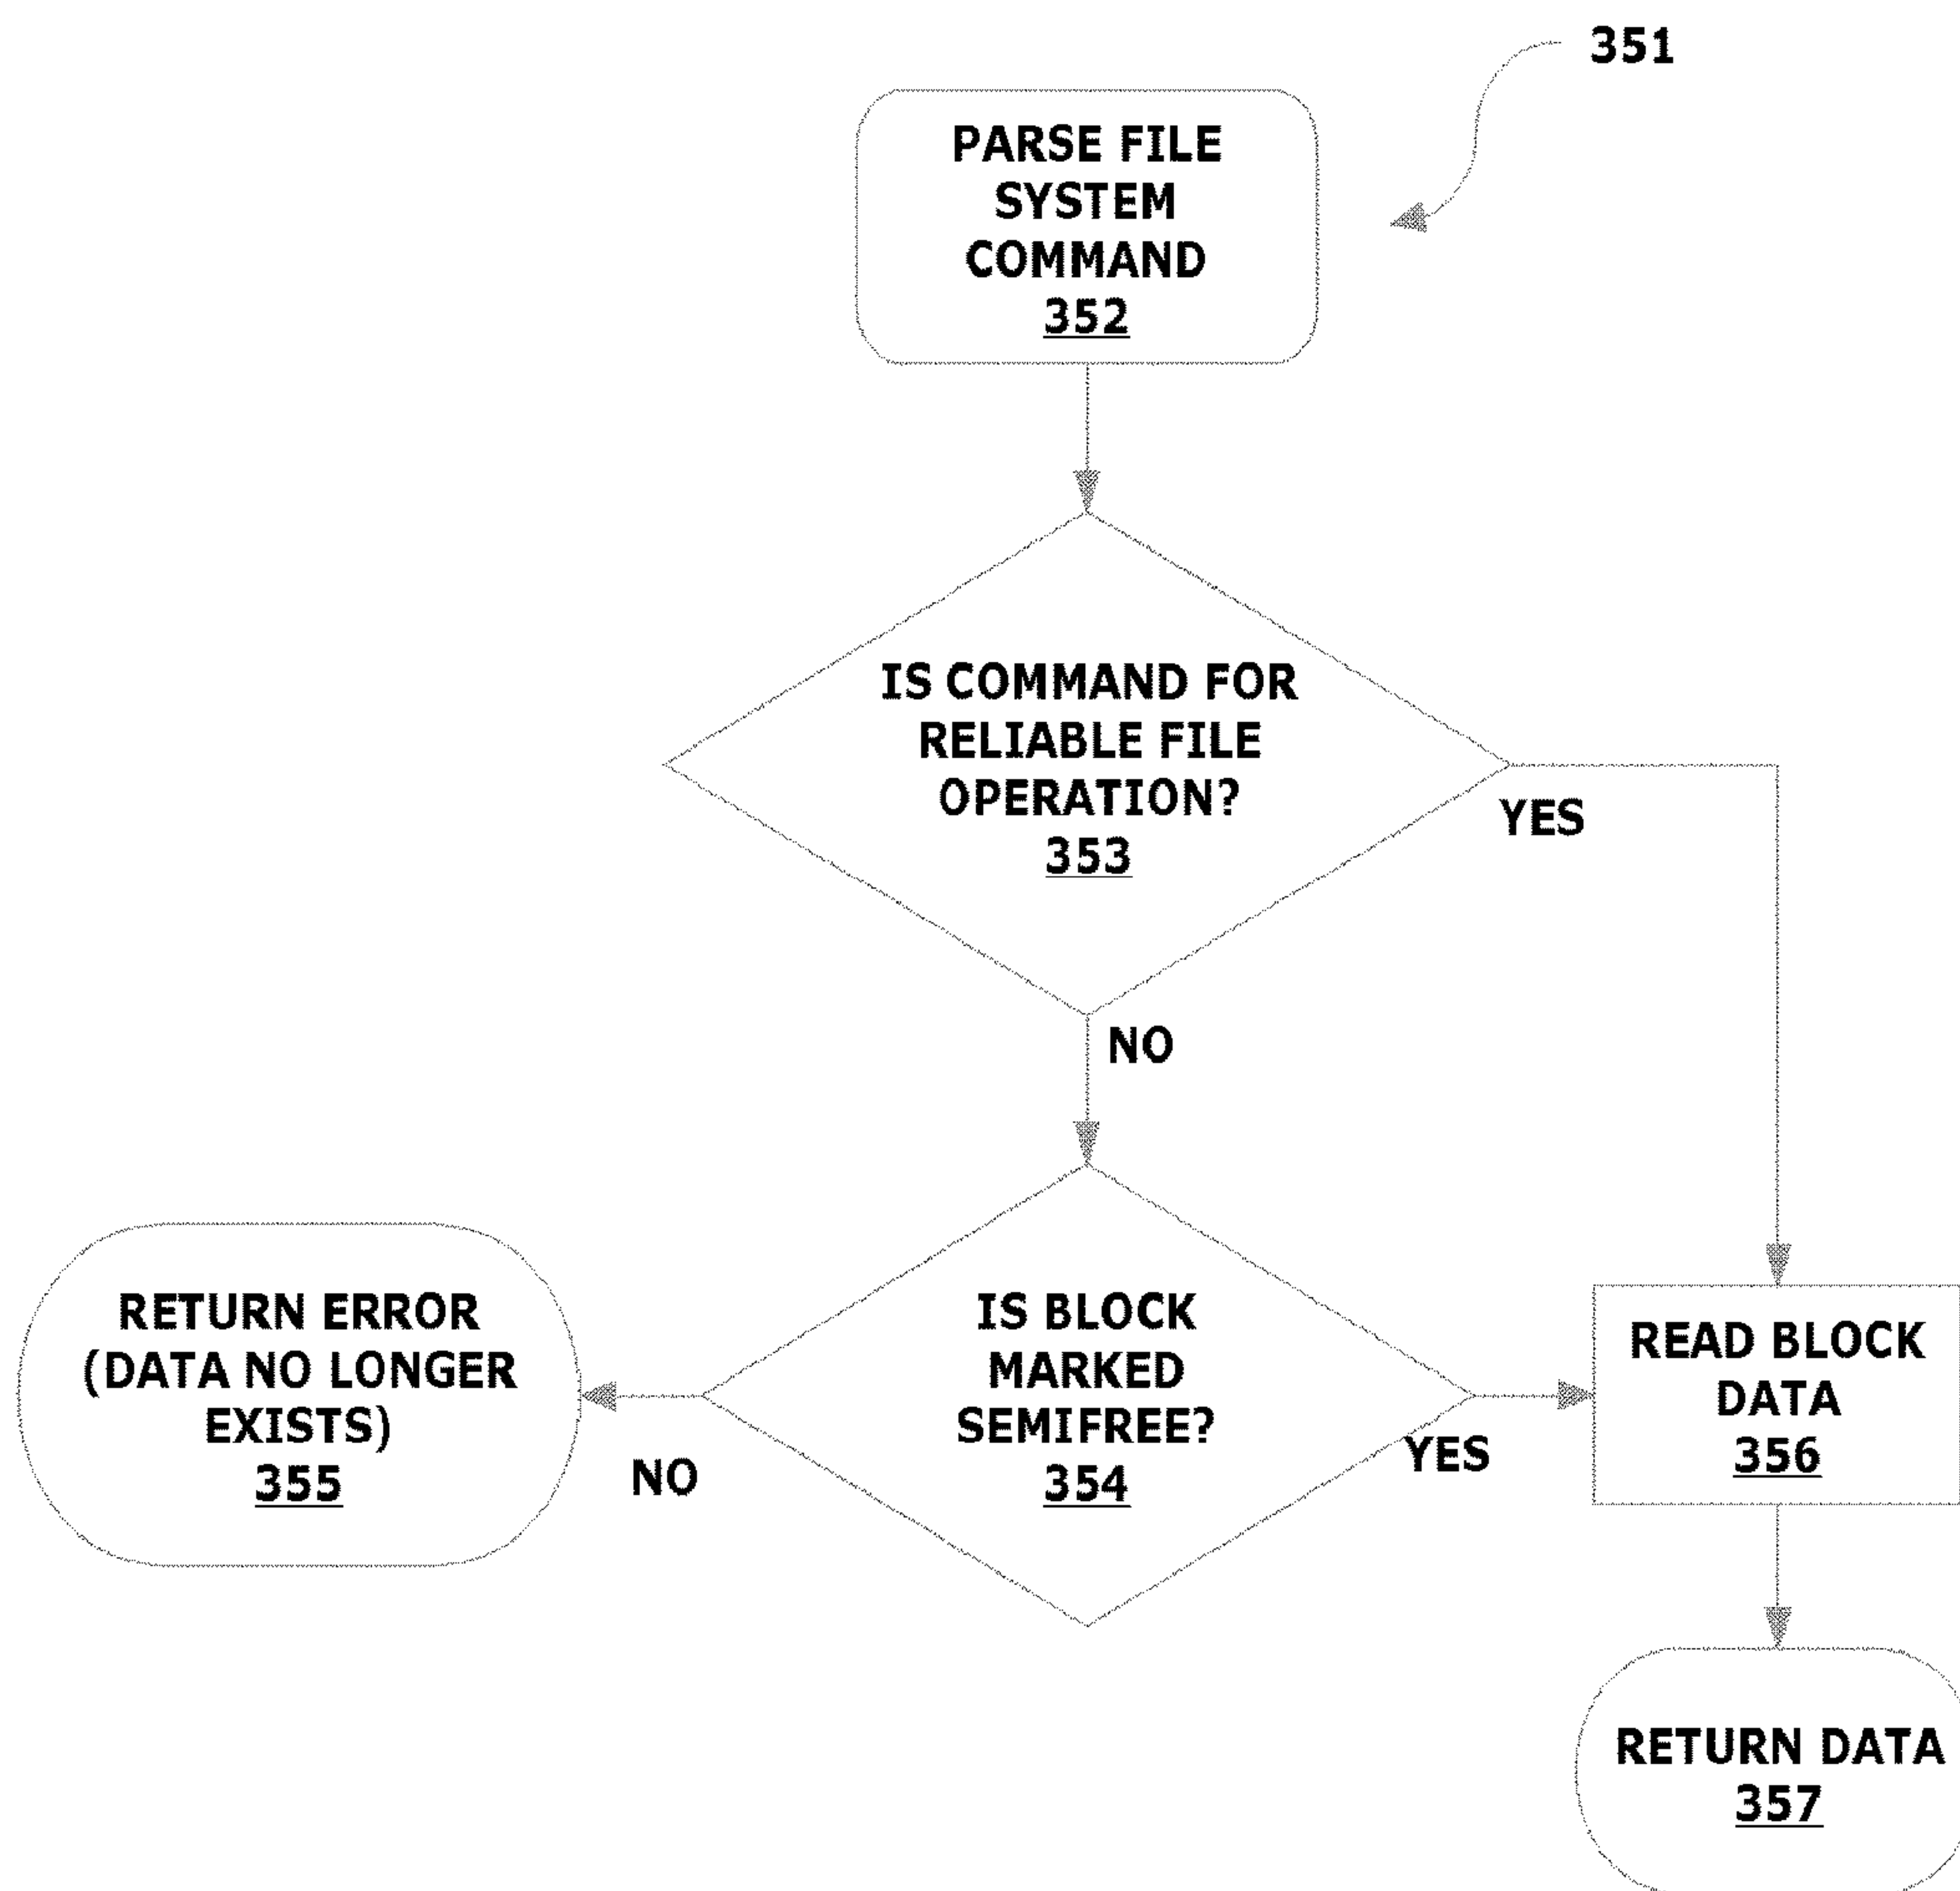 351
PARSE FILE
SYSTEM
COMMAND
352
IS COMMAND FOR
RELIABLE FILE
OPERATION?
353
YES
NO
RETURN ERROR
(DATA NO LONGER
EXISTS)
355
NO
IS BLOCK
MARKED
SEMIFREE?
354
YES
READ BLOCK
DATA
356
RETURN DATA
357